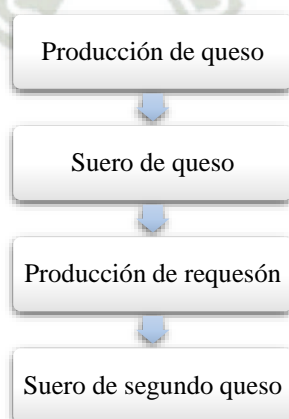 Producción de queso
Suero de queso
Producción de requesón
Suero de segundo queso